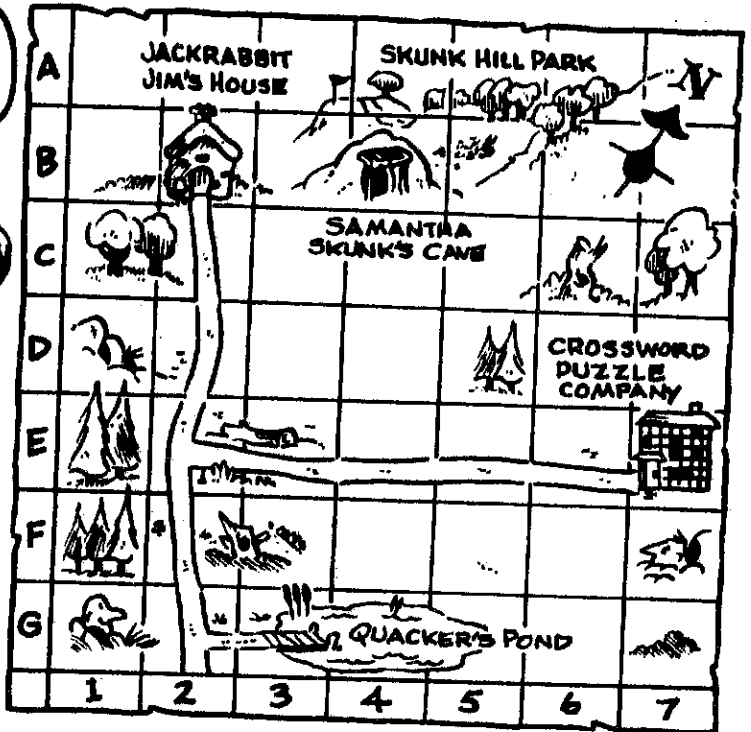 A
JACKRABBIT
JIM'S HOUSE
SKUNK HILL PARK
N
B
SAMANTHA
SKUNK'S CAVE
C
D
CROSSWORD
PUZZLE
COMPANY
E
F
G
QUACKER'S POND
1 2 3 4 5 6 7